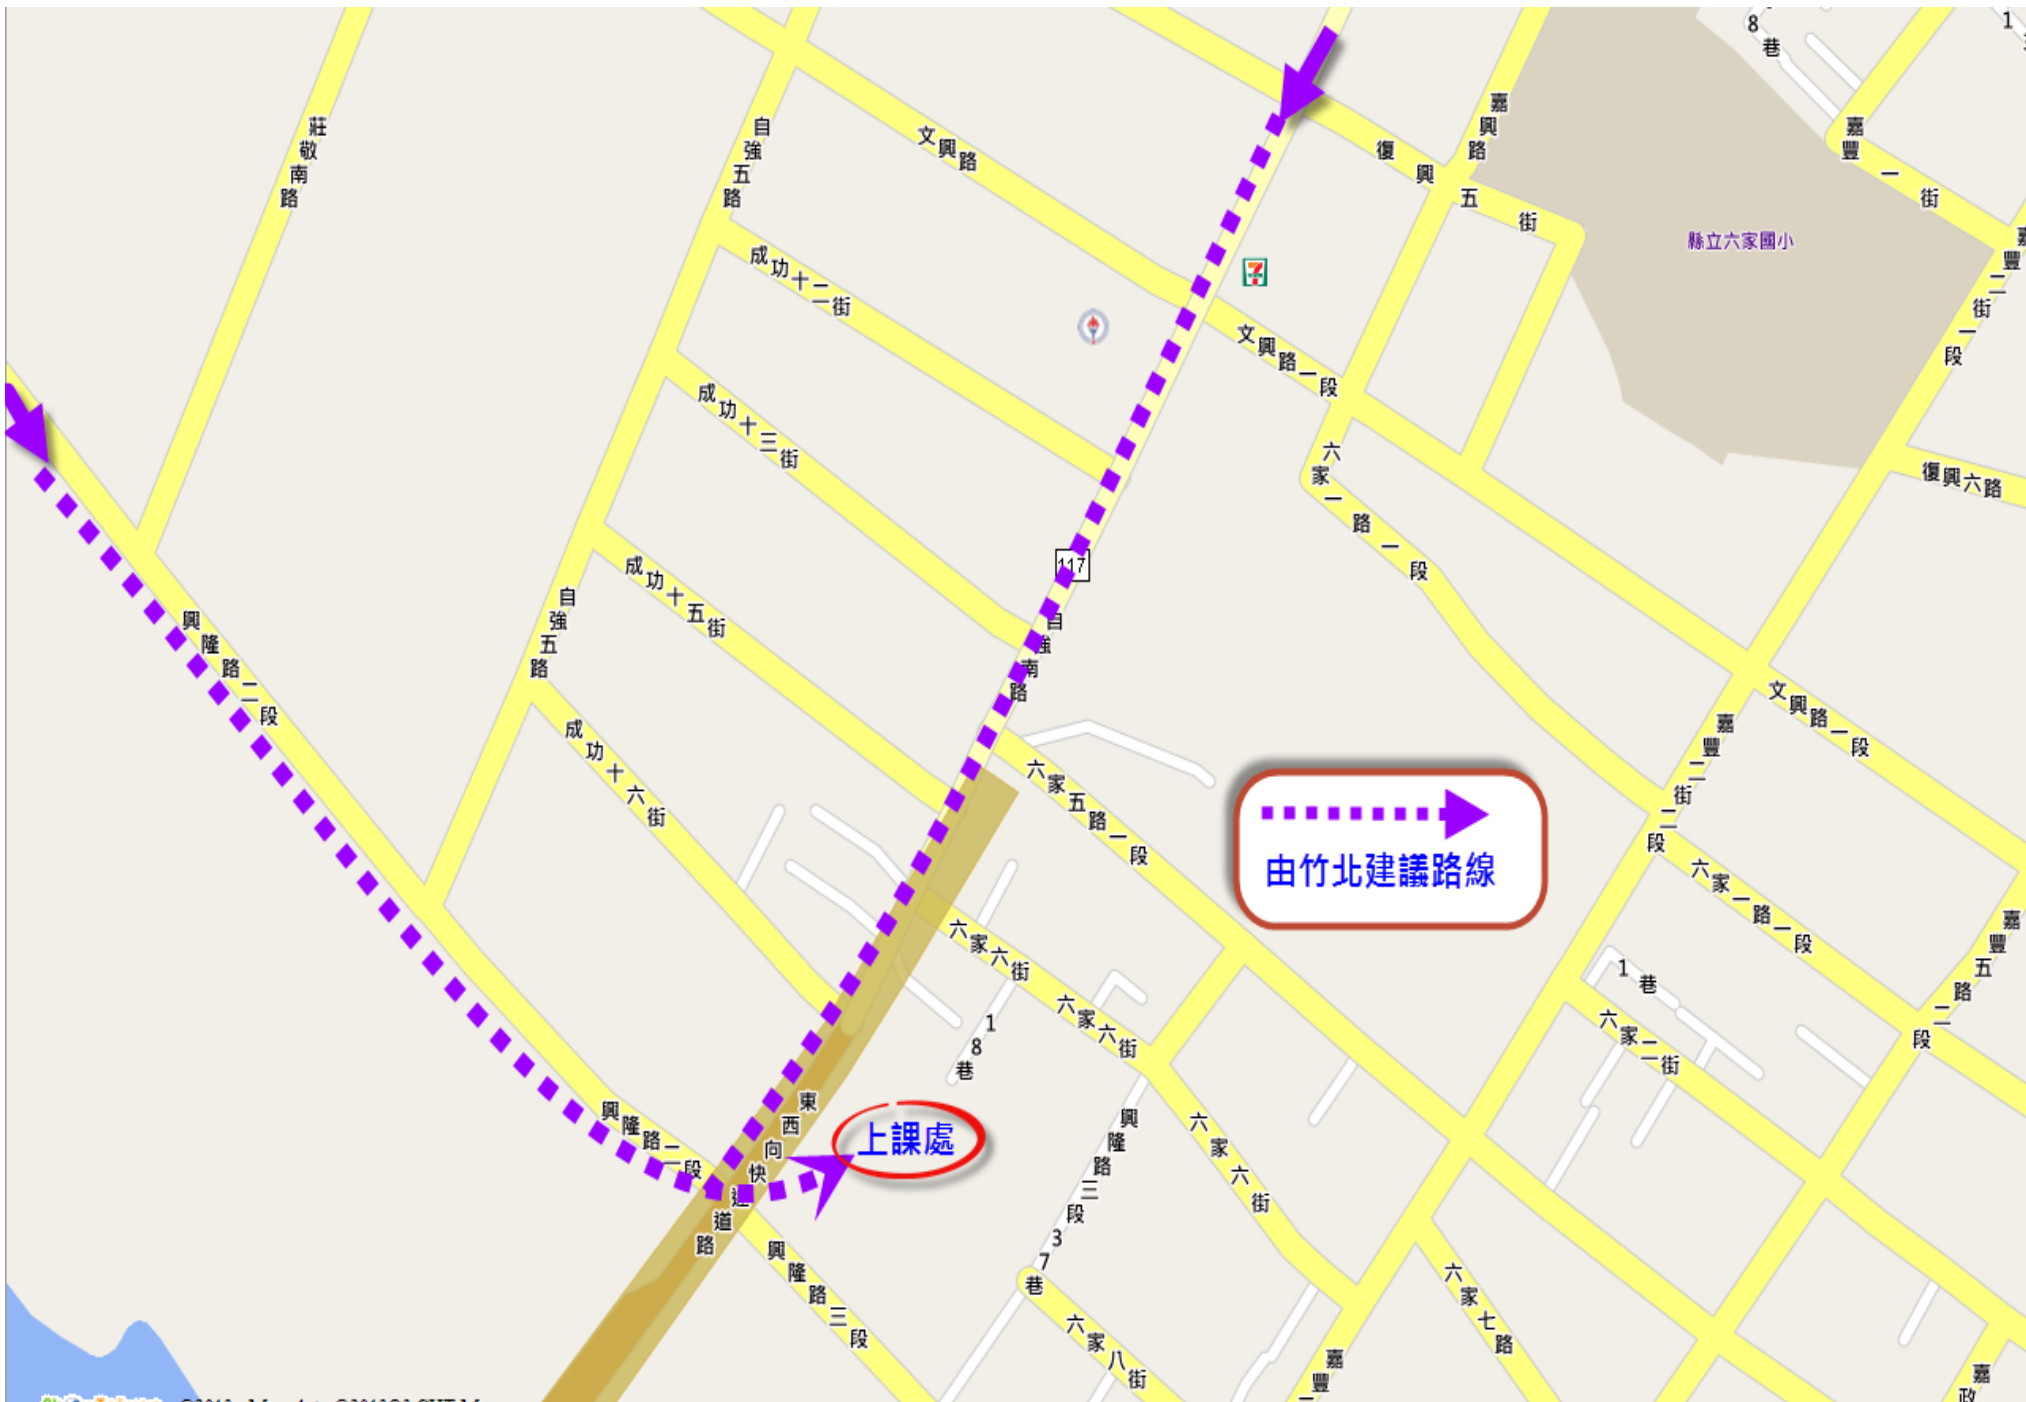 8巷
1
莊敬南路
自強五路
文興路
嘉興路
復興五街
嘉豐一街
縣立六家國小
嘉豐二街一段
成功十二街
文興路一段
成功十三街
六家一路一段
復興六路
117
成功十五街
自強五路
自強南路
興隆路二段
成功十六街
文興路一段
嘉豐二街二段
六家五路一段
由竹北建議路線
六家一路一段
嘉豐五路二段
六家六街
1巷
六家六街
六家二街
18巷
東西向快速道路
上課處
興隆路二段
興隆路三段37巷
六家六街
興隆路三段
六家七路
六家八街
嘉豐
嘉政